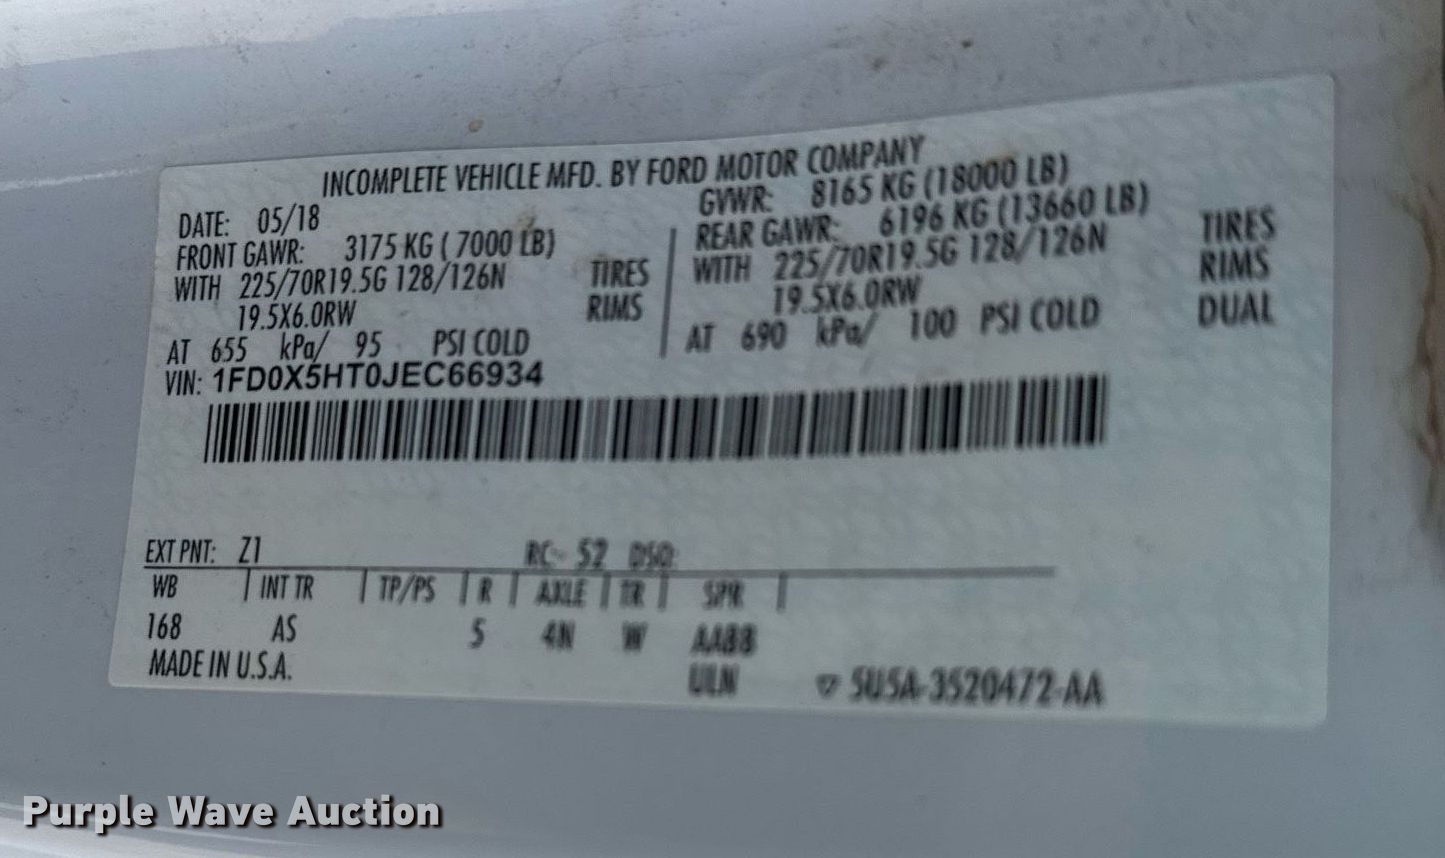 INCOMPLETE VEHICLE MFD. BY FORD MOTOR COMPANY
DATE: 05/18 GVWR: 8165 KG (18000 LB)
FRONT GAWR: 3175 KG ( 7000 LB) REAR GAWR: 6196 KG (13660 LB)
WITH 225/70R19.5G 128/126N TIRES WITH 225/70R19.5G 128/126N TIRES
19.5X6.0RW RIMS 19.5X6.0RW RIMS
AT 655 kPa/ 95 PSI COLD AT 690 kPa/ 100 PSI COLD DUAL
VIN: 1FD0X5HT0JEC66934
EXT PNT: Z1 RC: 52 DSO:
WB | INT TR | TP/PS | R | AXLE | TR | SPR |
168 AS 5 4N W AABB
MADE IN U.S.A. ULN ▽ 5U5A-3520472-AA
Purple Wave Auction